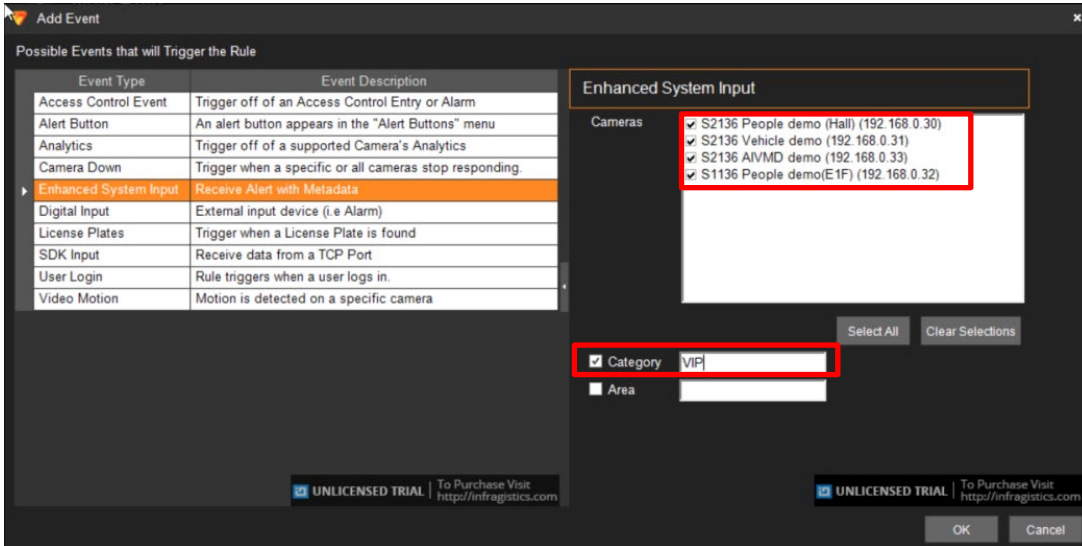 Add Event
Possible Events that will Trigger the Rule
Event Type Event Description
Access Control Event Trigger off of an Access Control Entry or Alarm
Alert Button An alert button appears in the "Alert Buttons" menu
Analytics Trigger off of a supported Camera's Analytics
Camera Down Trigger when a specific or all cameras stop responding.
Enhanced System Input Receive Alert with Metadata
Digital Input External input device (i.e Alarm)
License Plates Trigger when a License Plate is found
SDK Input Receive data from a TCP Port
User Login Rule triggers when a user logs in.
Video Motion Motion is detected on a specific camera
UNLICENSED TRIAL To Purchase Visit
http://infragistics.com
Enhanced System Input
Cameras
S2136 People demo (Hall) (192.168.0.30)
S2136 Vehicle demo (192.168.0.31)
S2136 AIVMD demo (192.168.0.33)
S1136 People demo(E1F) (192.168.0.32)
Select All Clear Selections
Category VIP
Area
UNLICENSED TRIAL To Purchase Visit
http://infragistics.com
OK Cancel